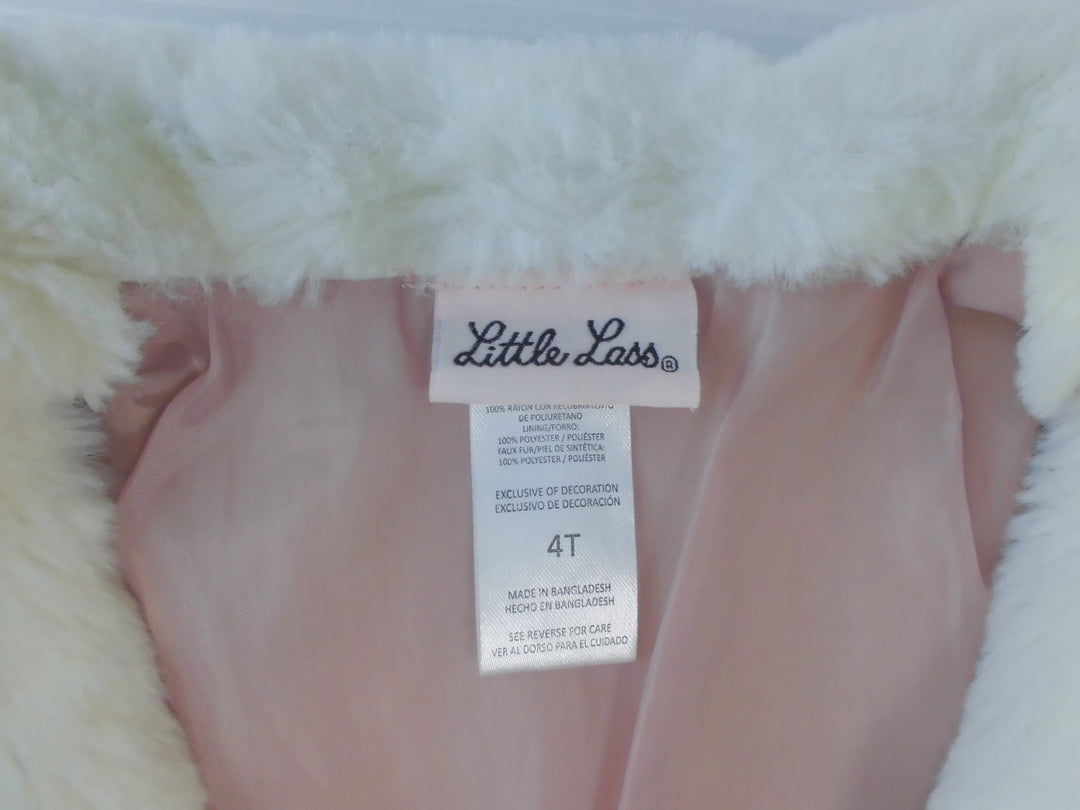 Little Lass®
100% RAYON CON RECUBRIMIENTO
DE POLIURETANO
LINING/FORRO:
100% POLYESTER / POLIÉSTER
FAUX FUR/PIEL DE SINTÉTICA:
100% POLYESTER / POLIÉSTER
EXCLUSIVE OF DECORATION
EXCLUSIVO DE DECORACIÓN
4T
MADE IN BANGLADESH
HECHO EN BANGLADESH
SEE REVERSE FOR CARE
VER AL DORSO PARA EL CUIDADO